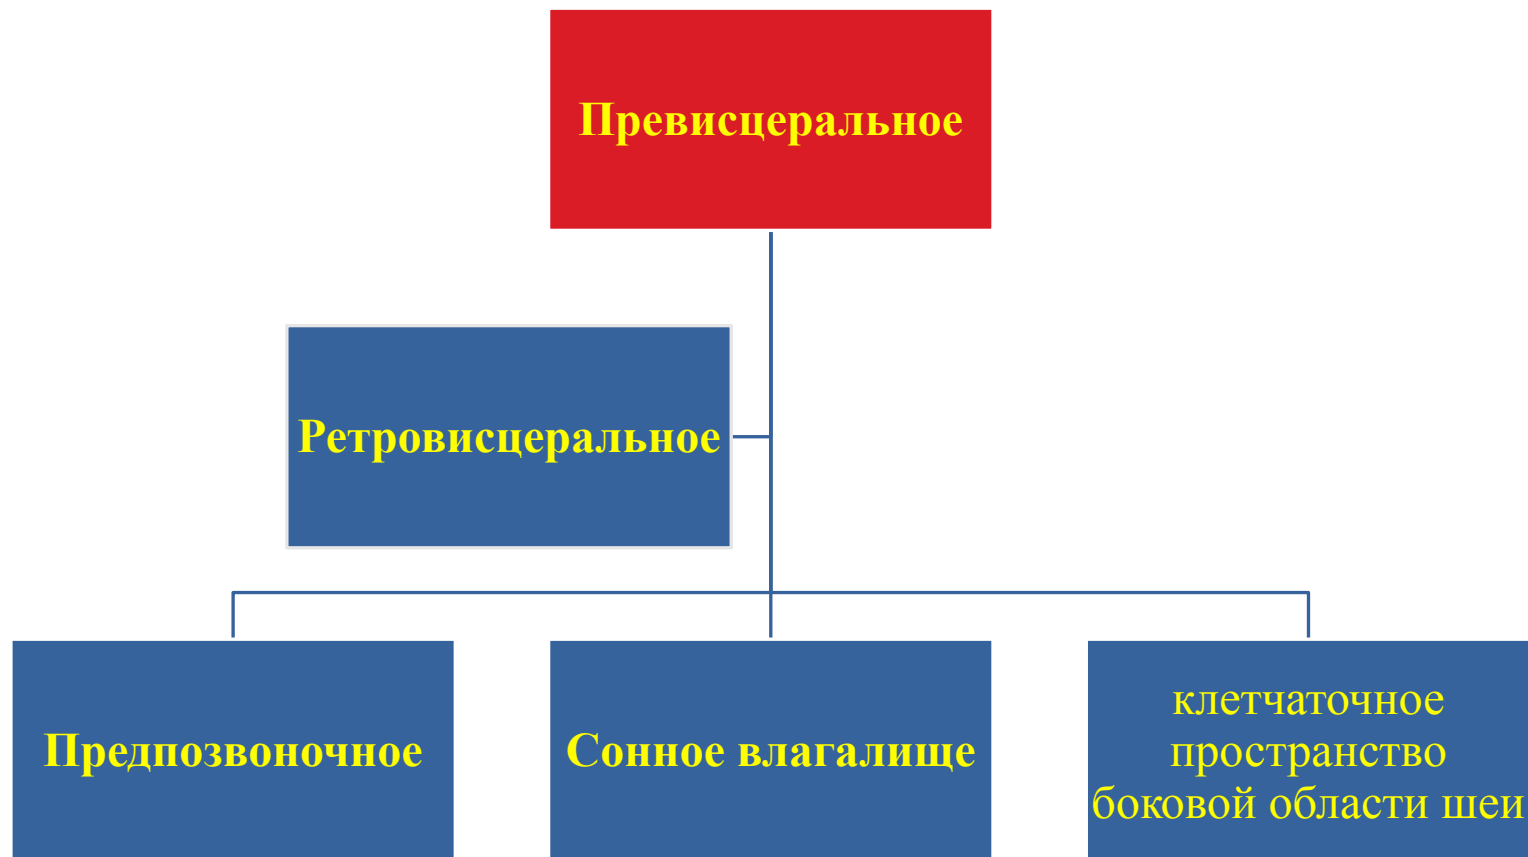 Превисцеральное
Ретровисцеральное
Предпозвоночное
Сонное влагалище
клетчаточное
пространство
боковой области шеи